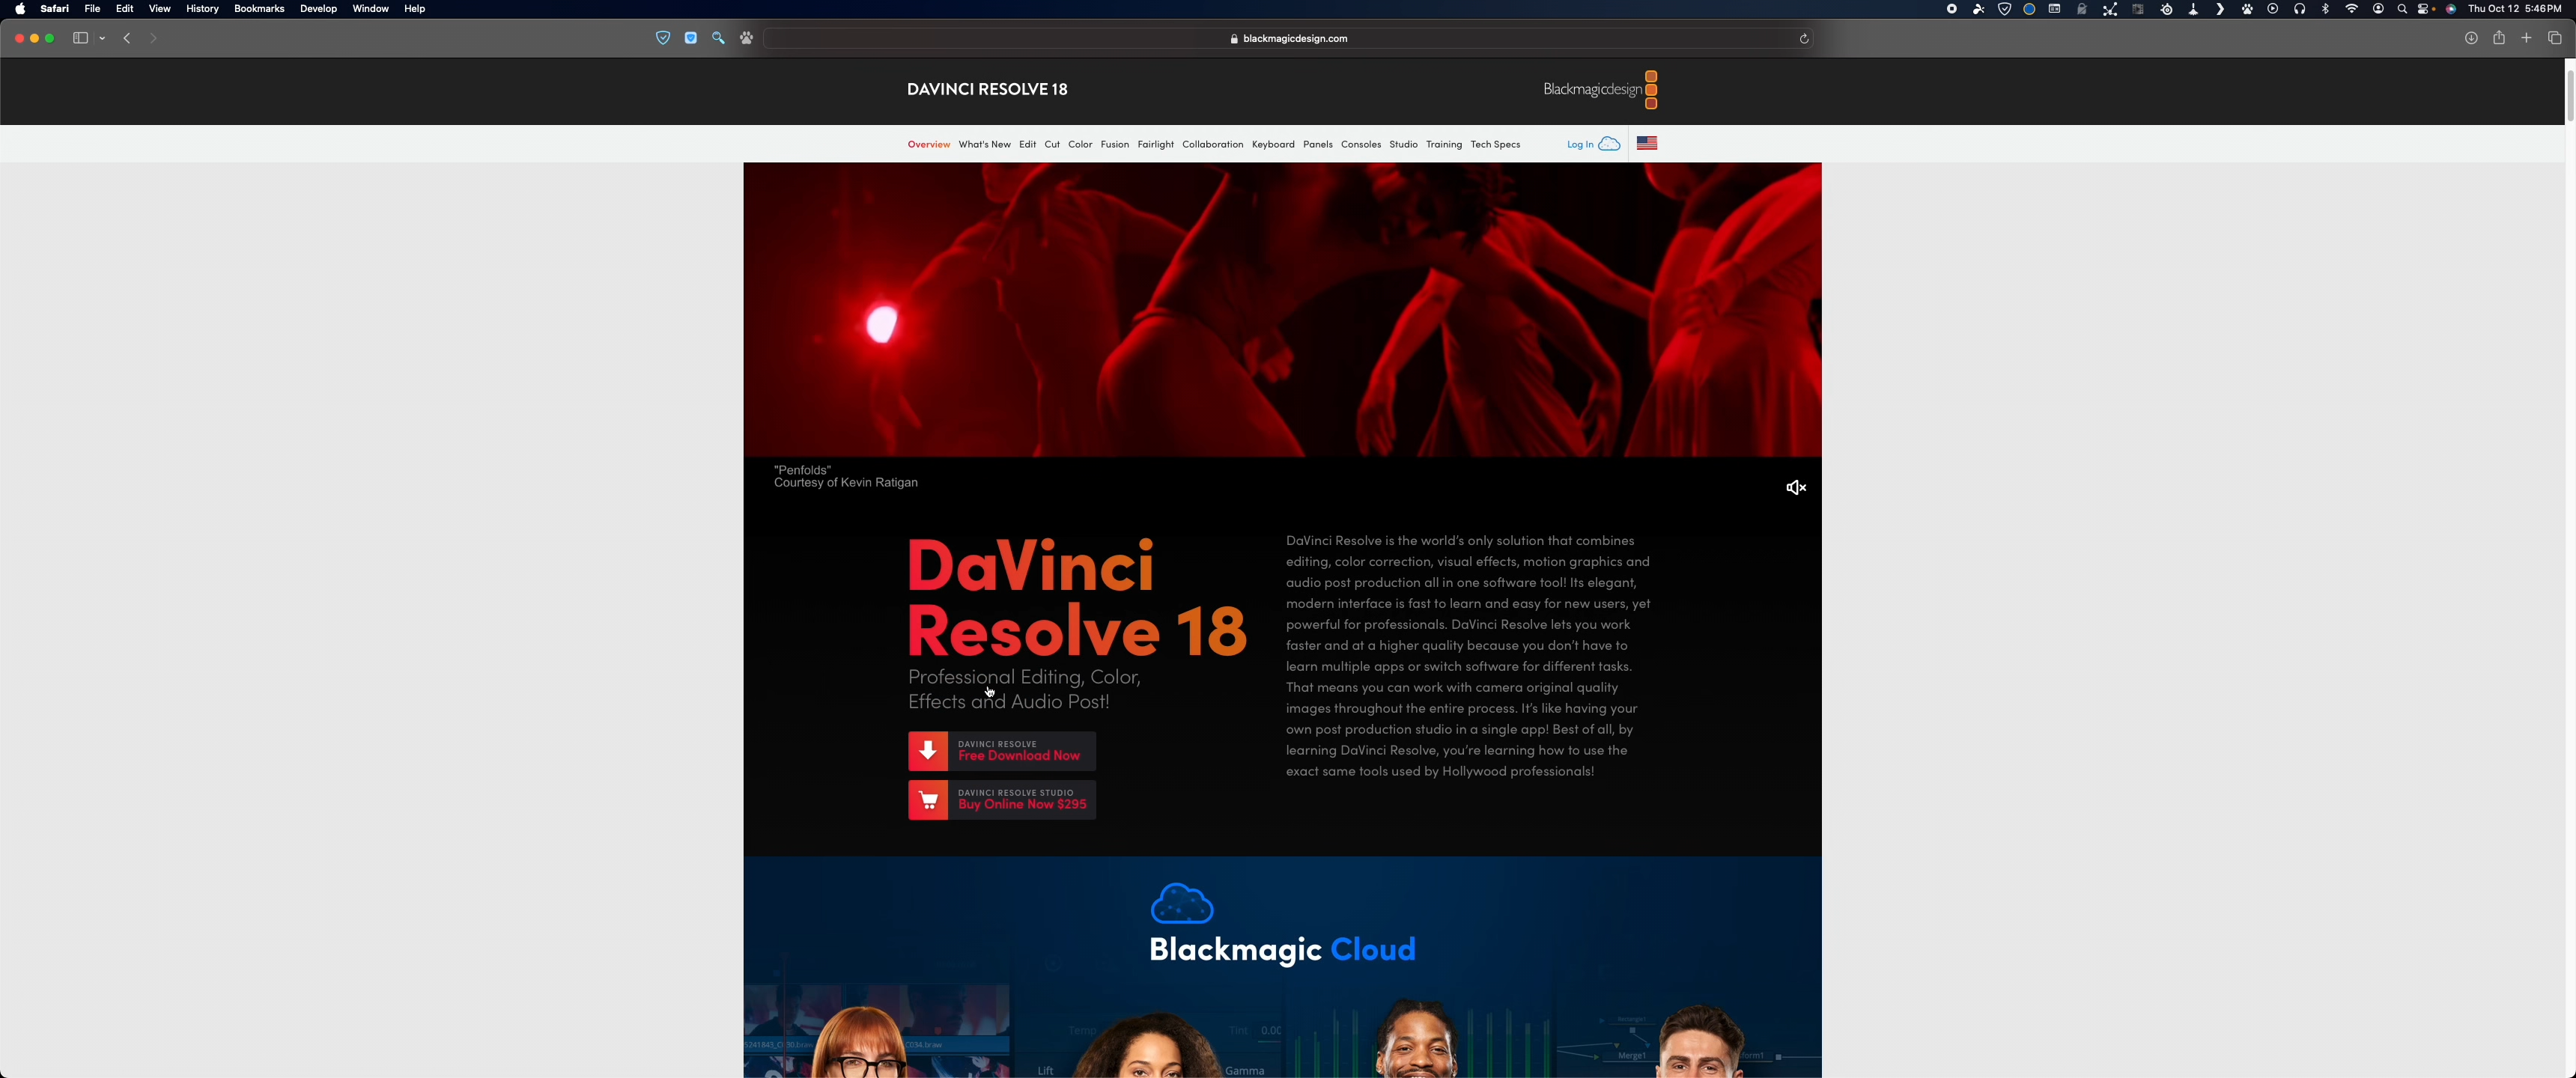 Safari File Edit View History Bookmarks Develop Window Help
Thu Oct 12 5:46 PM
blackmagicdesign.com
DAVINCI RESOLVE 18
Blackmagicdesign
Overview What's New Edit Cut Color Fusion Fairlight Collaboration Keyboard Panels Consoles Studio Training Tech Specs
Log In
"Penfolds"
Courtesy of Kevin Ratigan
DaVinci
Resolve 18
Professional Editing, Color,
Effects and Audio Post!
DAVINCI RESOLVE
Free Download Now
DAVINCI RESOLVE STUDIO
Buy Online Now $295
DaVinci Resolve is the world's only solution that combines
editing, color correction, visual effects, motion graphics and
audio post production all in one software tool! Its elegant,
modern interface is fast to learn and easy for new users, yet
powerful for professionals. DaVinci Resolve lets you work
faster and at a higher quality because you don't have to
learn multiple apps or switch software for different tasks.
That means you can work with camera original quality
images throughout the entire process. It's like having your
own post production studio in a single app! Best of all, by
learning DaVinci Resolve, you're learning how to use the
exact same tools used by Hollywood professionals!
Blackmagic Cloud
Temp
Tint 0.00
C034.braw
Rectangle1
Merge1
Lift
Gamma